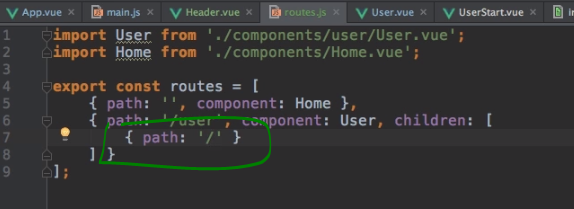 App.vue × main.js × Header.vue × routes.js × User.vue × UserStart.vue ×
1 import User from './components/user/User.vue';
2 import Home from './components/Home.vue';
3
4 export const routes = [
5 { path: '', component: Home },
6 { path: '/user', component: User, children: [
7 { path: '/' }
8 ] }
9 ];